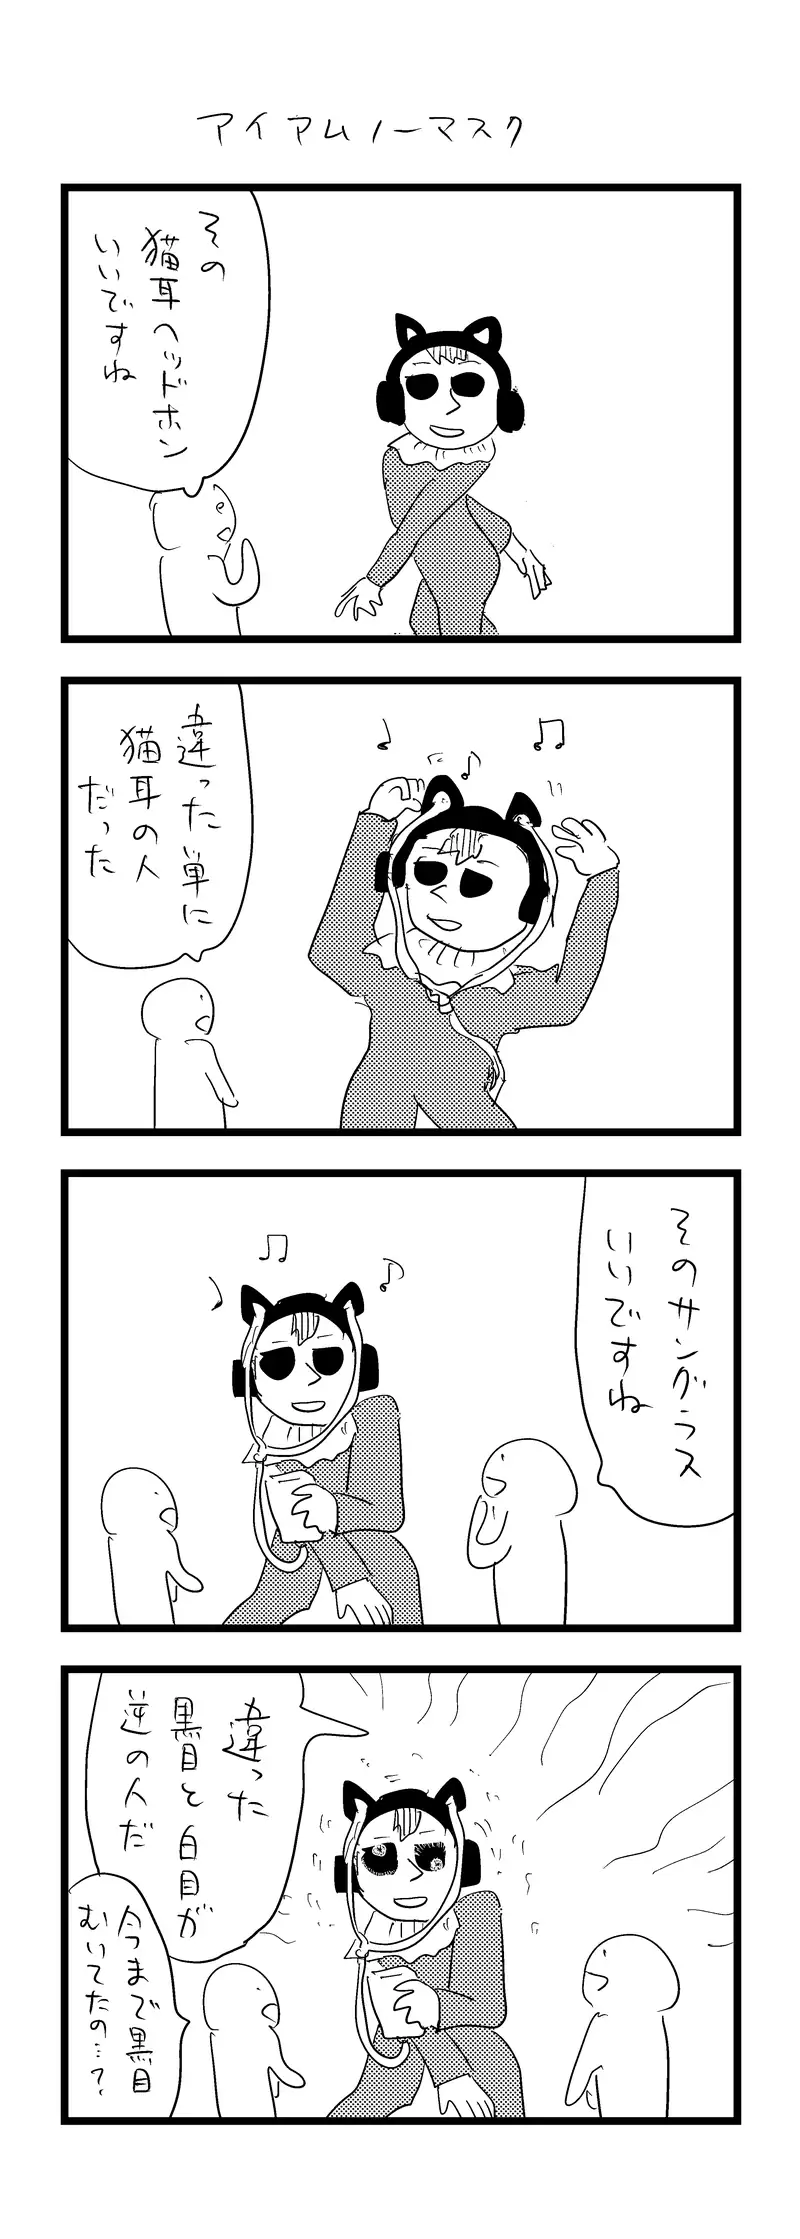 アイアムノーマスク
その
猫耳ヘッドホン
いいですね
違った単に
猫耳の人
だった
そのサングラス
いいですね
違った
黒目と白目が
逆の人だ
今まで黒目
むいてたの…？